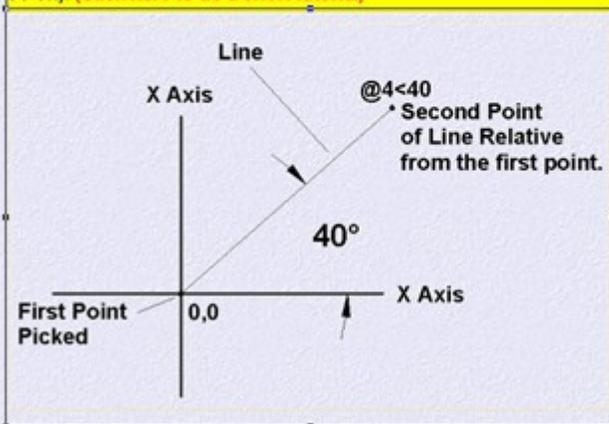 Line
X Axis
@4<40
Second Point
of Line Relative
from the first point.
40°
X Axis
First Point
Picked
0,0